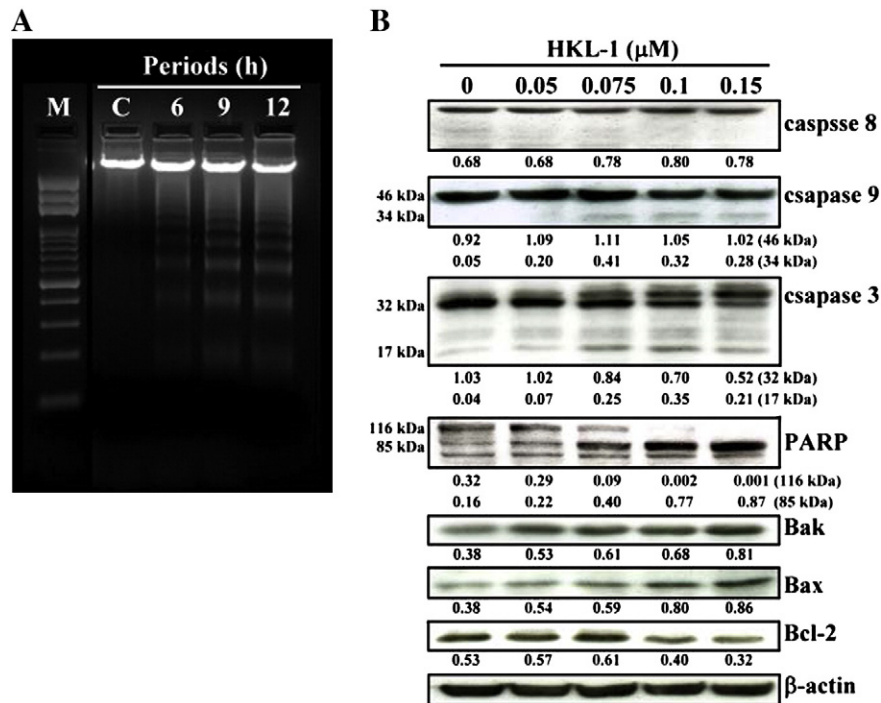 A
Periods (h)
M C 6 9 12
B
HKL-1 (μM)
0 0.05 0.075 0.1 0.15
caspsse 8
0.68 0.68 0.78 0.80 0.78
46 kDa
csapase 9
34 kDa
0.92 1.09 1.11 1.05 1.02 (46 kDa)
0.05 0.20 0.41 0.32 0.28 (34 kDa)
csapase 3
32 kDa
17 kDa
1.03 1.02 0.84 0.70 0.52 (32 kDa)
0.04 0.07 0.25 0.35 0.21 (17 kDa)
116 kDa
85 kDa
PARP
0.32 0.29 0.09 0.002 0.001 (116 kDa)
0.16 0.22 0.40 0.77 0.87 (85 kDa)
Bak
0.38 0.53 0.61 0.68 0.81
Bax
0.38 0.54 0.59 0.80 0.86
Bcl-2
0.53 0.57 0.61 0.40 0.32
β-actin